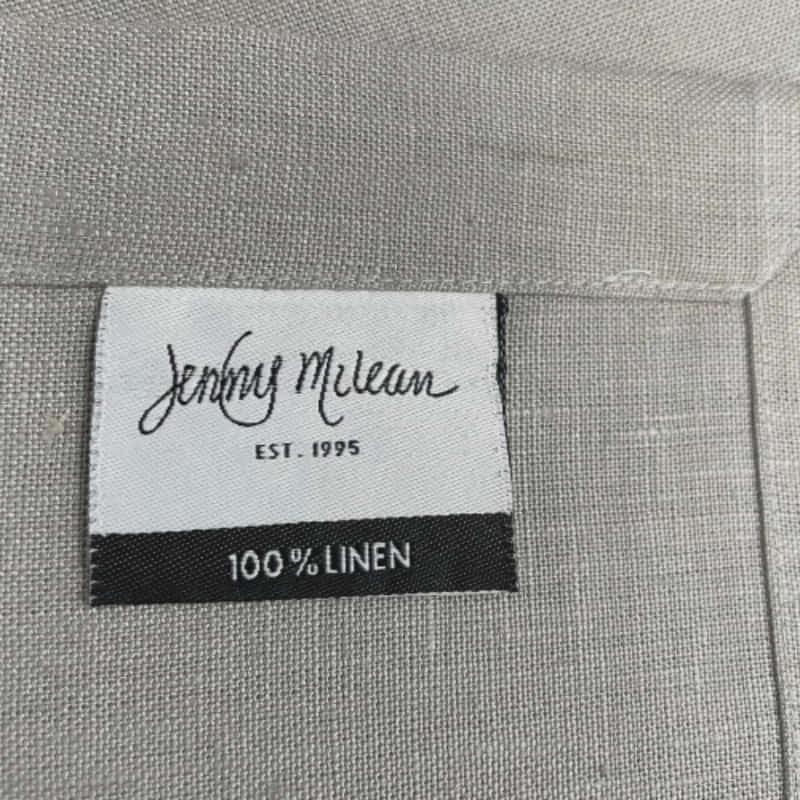 Jenny Mclean
EST. 1995
100% LINEN